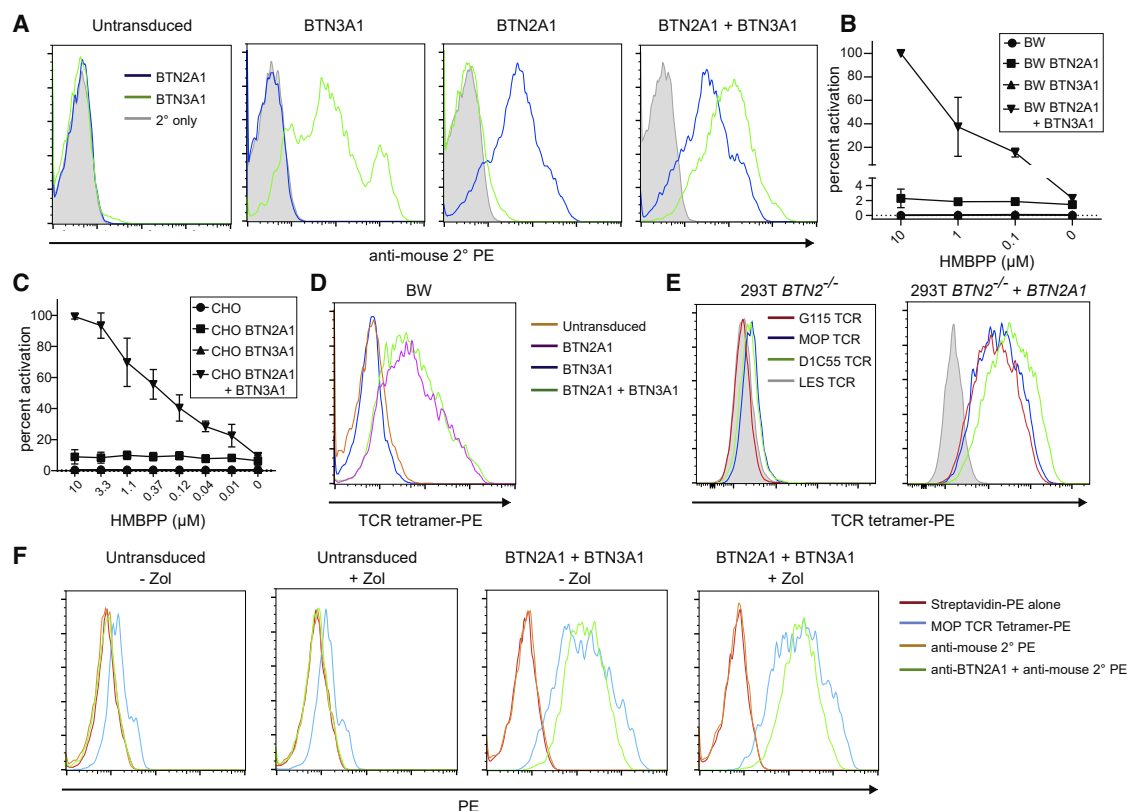 A
Untransduced
BTN3A1
BTN2A1
BTN2A1 + BTN3A1
BTN2A1
BTN3A1
2° only
anti-mouse 2° PE
B
percent activation
100
80
60
40
20
4
2
0
10
1
0.1
0
HMBPP (µM)
BW
BW BTN2A1
BW BTN3A1
BW BTN2A1
+ BTN3A1
C
percent activation
100
80
60
40
20
0
10
3.3
1.1
0.37
0.12
0.04
0.01
0
HMBPP (µM)
CHO
CHO BTN2A1
CHO BTN3A1
CHO BTN2A1
+ BTN3A1
D
BW
Untransduced
BTN2A1
BTN3A1
BTN2A1 + BTN3A1
TCR tetramer-PE
E
293T BTN2-/-
293T BTN2-/- + BTN2A1
G115 TCR
MOP TCR
D1C55 TCR
LES TCR
TCR tetramer-PE
F
Untransduced
- Zol
Untransduced
+ Zol
BTN2A1 + BTN3A1
- Zol
BTN2A1 + BTN3A1
+ Zol
Streptavidin-PE alone
MOP TCR Tetramer-PE
anti-mouse 2° PE
anti-BTN2A1 + anti-mouse 2° PE
PE